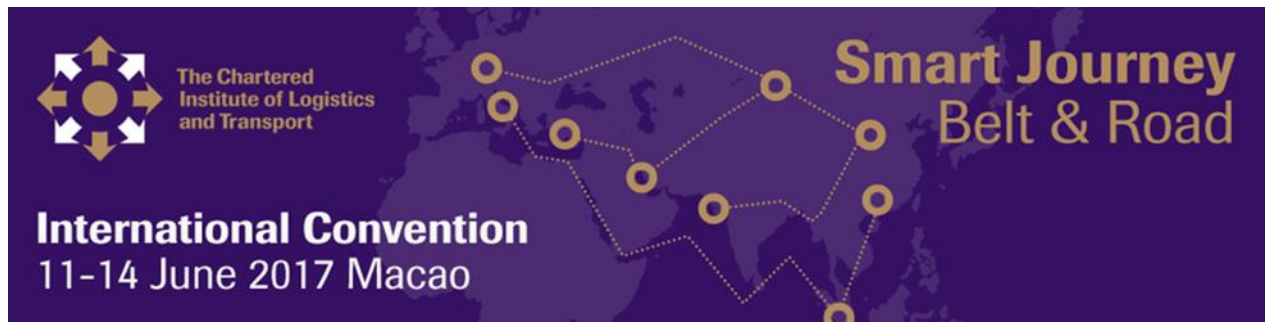 The Chartered
Institute of Logistics
and Transport
Smart Journey
Belt & Road
International Convention
11-14 June 2017 Macao